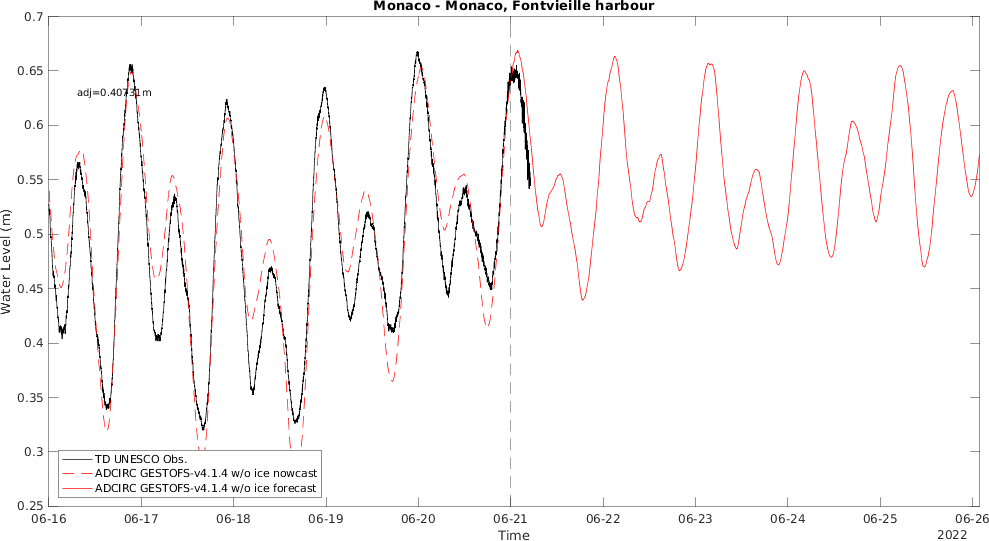 Monaco - Monaco, Fontvieille harbour
0.7
0.65
adj=0.40731m
0.6
0.55
0.5
Water Level (m)
0.45
0.4
0.35
0.3
0.25
TD UNESCO Obs.
ADCIRC GESTOFS-v4.1.4 w/o ice nowcast
ADCIRC GESTOFS-v4.1.4 w/o ice forecast
06-16 06-17 06-18 06-19 06-20 06-21 06-22 06-23 06-24 06-25 06-26
Time
2022